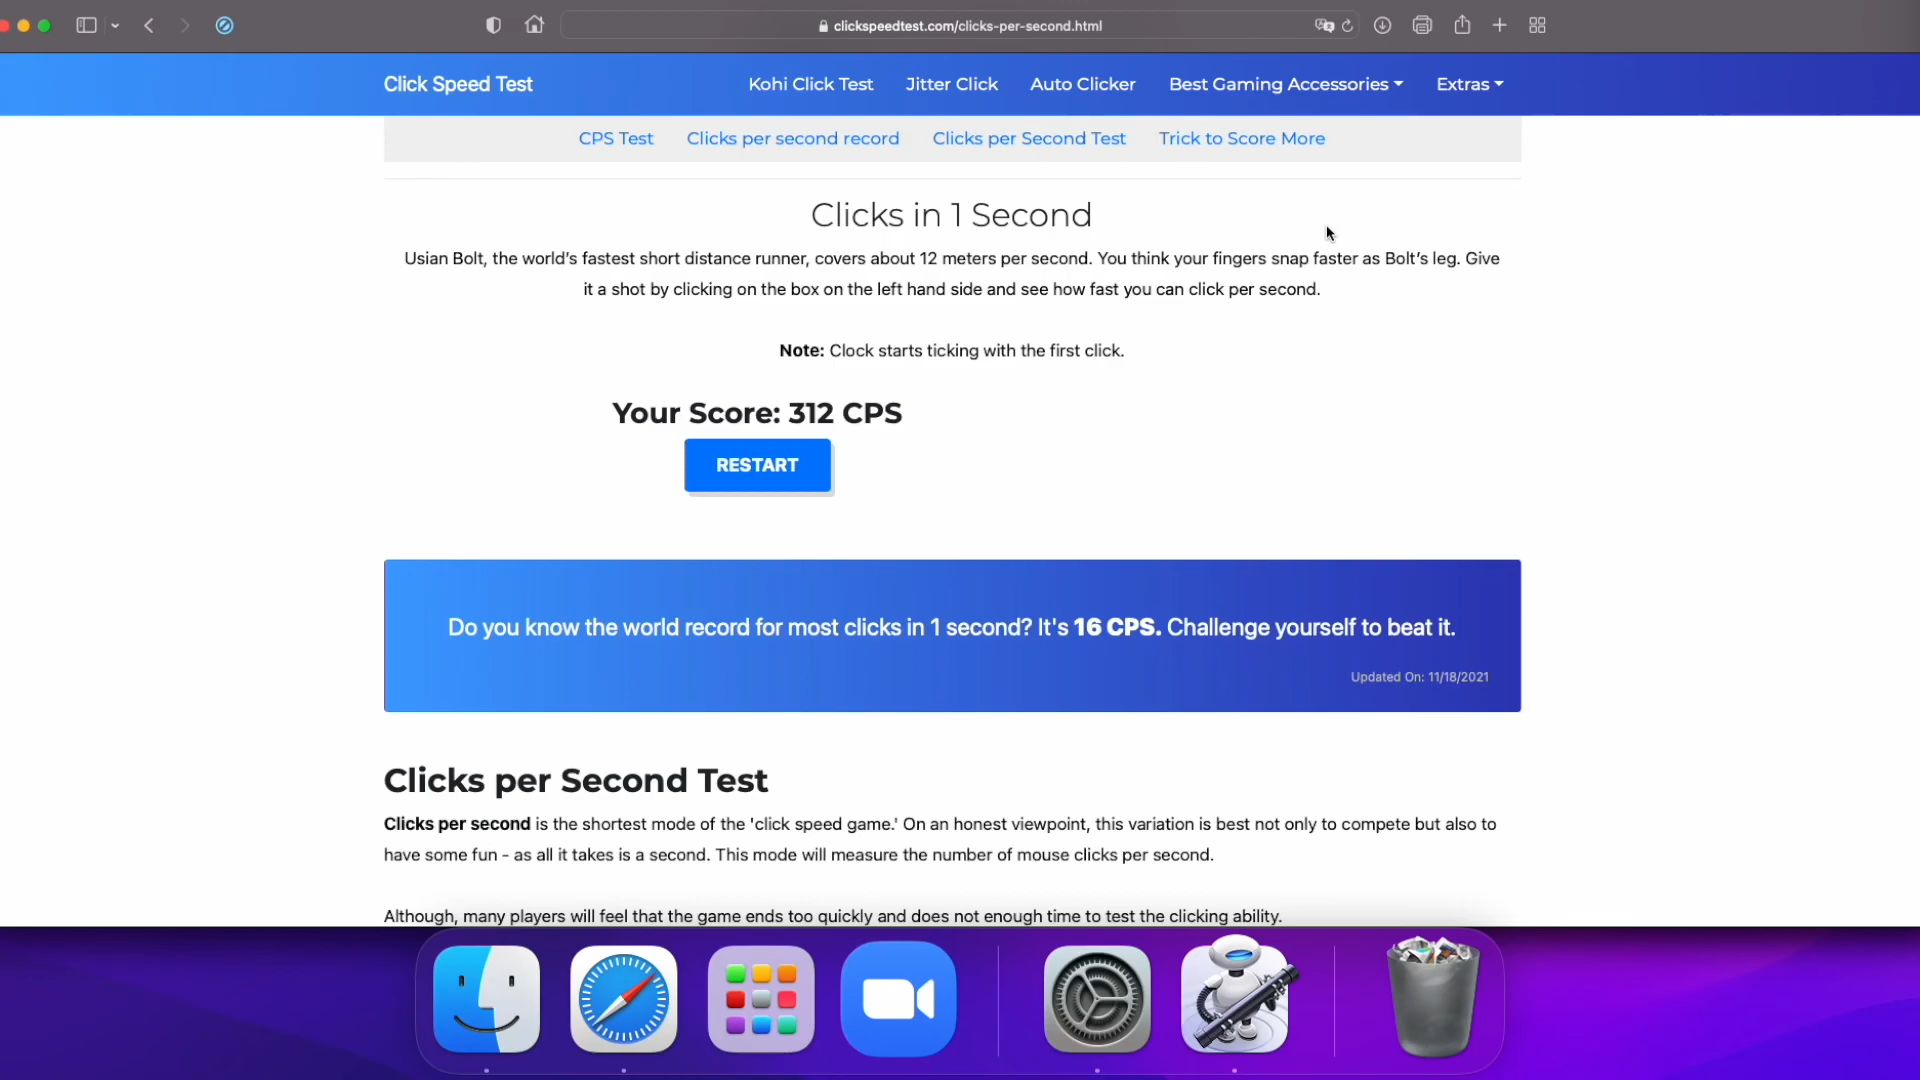 clickspeedtest.com/clicks-per-second.html
Click Speed Test
Kohi Click Test Jitter Click Auto Clicker Best Gaming Accessories Extras
CPS Test Clicks per second record Clicks per Second Test Trick to Score More
Clicks in 1 Second
Usian Bolt, the world's fastest short distance runner, covers about 12 meters per second. You think your fingers snap faster as Bolt's leg. Give
it a shot by clicking on the box on the left hand side and see how fast you can click per second.
Note: Clock starts ticking with the first click.
Your Score: 312 CPS
RESTART
Do you know the world record for most clicks in 1 second? It's 16 CPS. Challenge yourself to beat it.
Updated On: 11/18/2021
Clicks per Second Test
Clicks per second is the shortest mode of the 'click speed game.' On an honest viewpoint, this variation is best not only to compete but also to
have some fun - as all it takes is a second. This mode will measure the number of mouse clicks per second.
Although, many players will feel that the game ends too quickly and does not enough time to test the clicking ability.